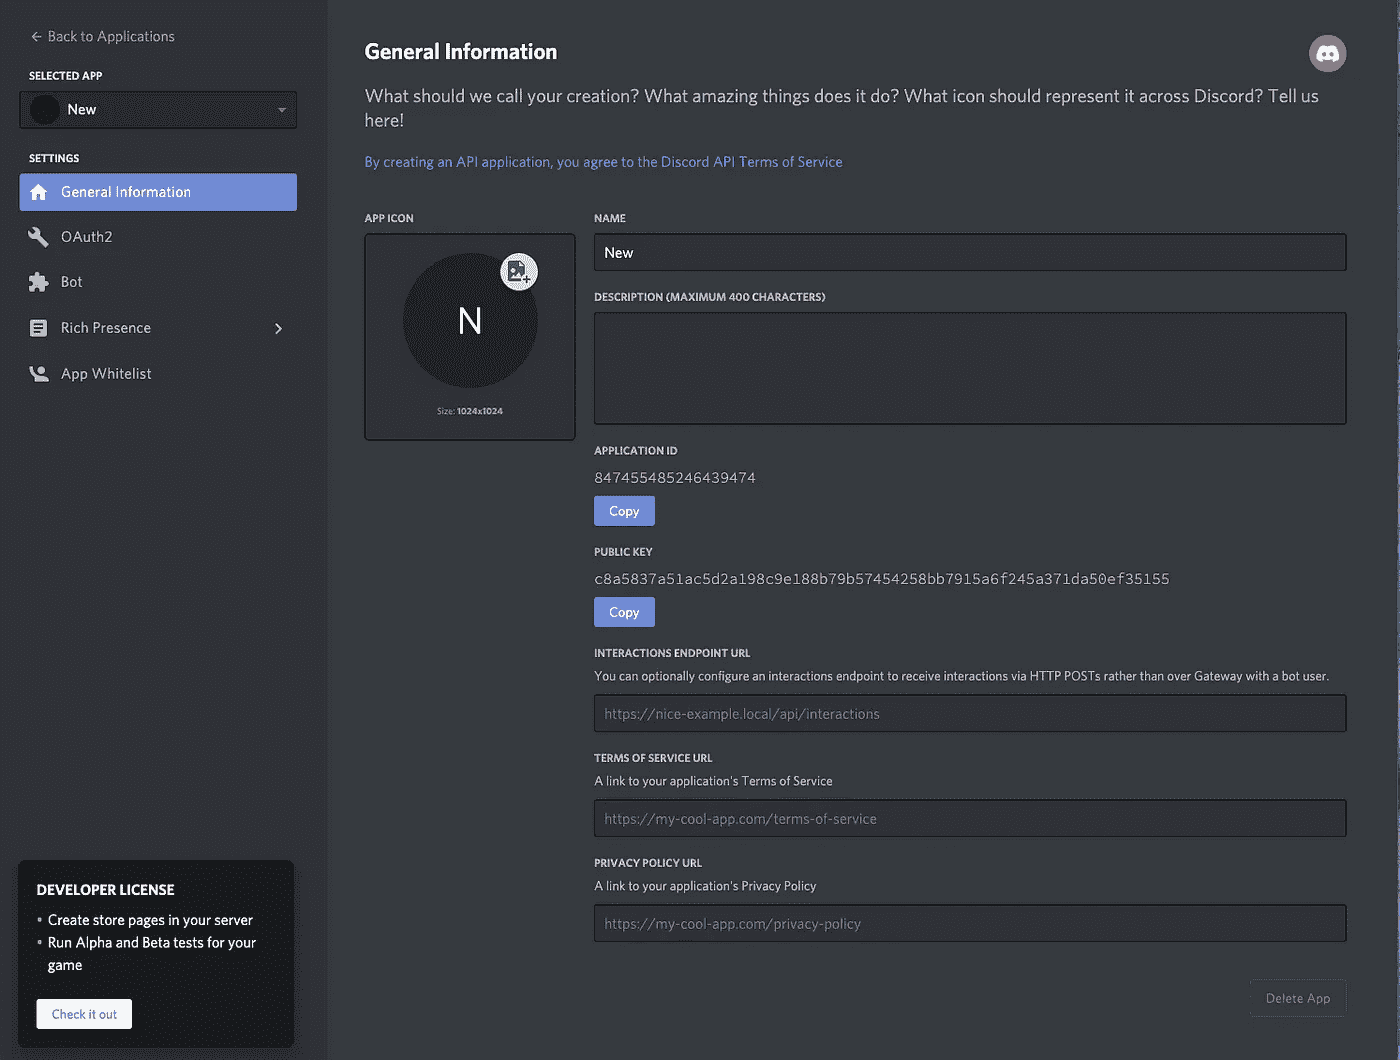 ← Back to Applications
SELECTED APP
New
SETTINGS
General Information
OAuth2
Bot
Rich Presence
App Whitelist
DEVELOPER LICENSE
• Create store pages in your server
• Run Alpha and Beta tests for your
game
Check it out
General Information
What should we call your creation? What amazing things does it do? What icon should represent it across Discord? Tell us
here!
By creating an API application, you agree to the Discord API Terms of Service
APP ICON
N
Size: 1024x1024
NAME
New
DESCRIPTION (MAXIMUM 400 CHARACTERS)
APPLICATION ID
847455485246439474
Copy
PUBLIC KEY
c8a5837a51ac5d2a198c9e188b79b57454258bb7915a6f245a371da50ef35155
Copy
INTERACTIONS ENDPOINT URL
You can optionally configure an interactions endpoint to receive interactions via HTTP POSTs rather than over Gateway with a bot user.
https://nice-example.local/api/interactions
TERMS OF SERVICE URL
A link to your application's Terms of Service
https://my-cool-app.com/terms-of-service
PRIVACY POLICY URL
A link to your application's Privacy Policy
https://my-cool-app.com/privacy-policy
Delete App